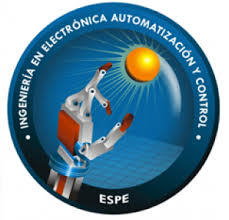 · INGENIERÍA EN ELECTRÓNICA AUTOMATIZACIÓN Y CONTROL ·
ESPE